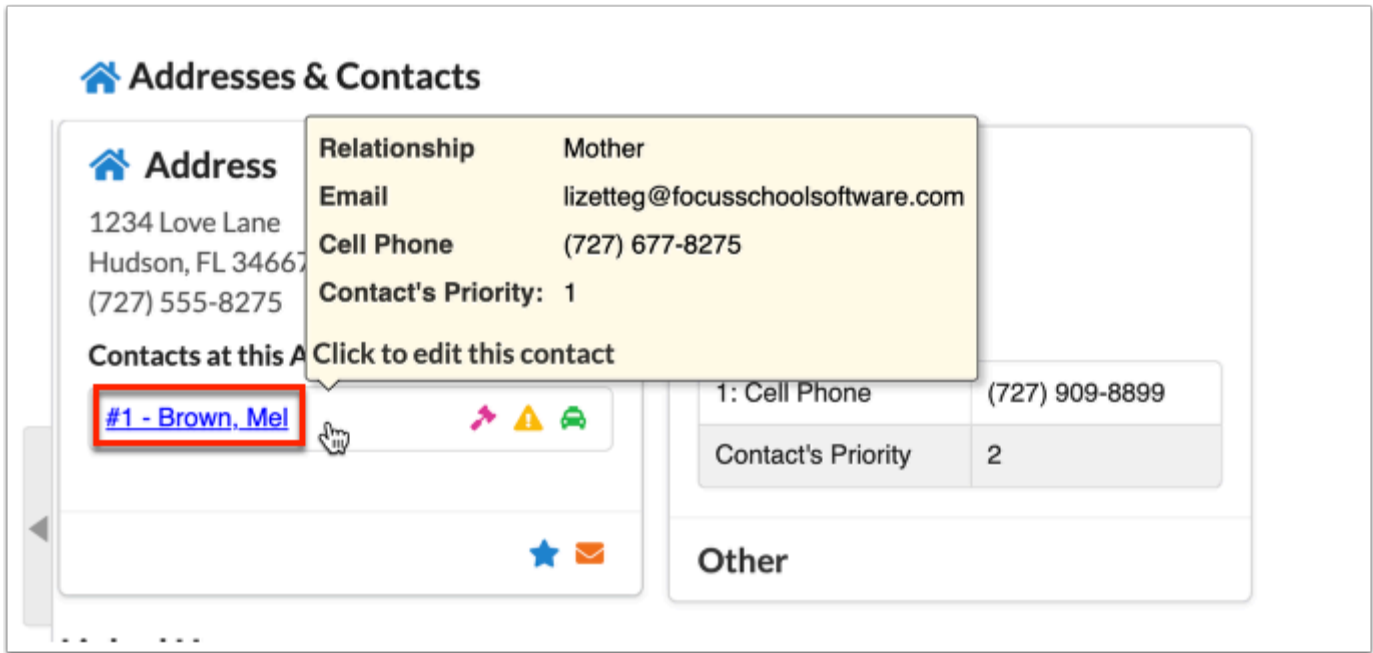 Addresses & Contacts
Address
1234 Love Lane
Hudson, FL 34667
(727) 555-8275
Contacts at this A
#1 - Brown, Mel
Relationship Mother
Email lizetteg@focusschoolsoftware.com
Cell Phone (727) 677-8275
Contact's Priority: 1
Click to edit this contact
1: Cell Phone (727) 909-8899
Contact's Priority 2
Other